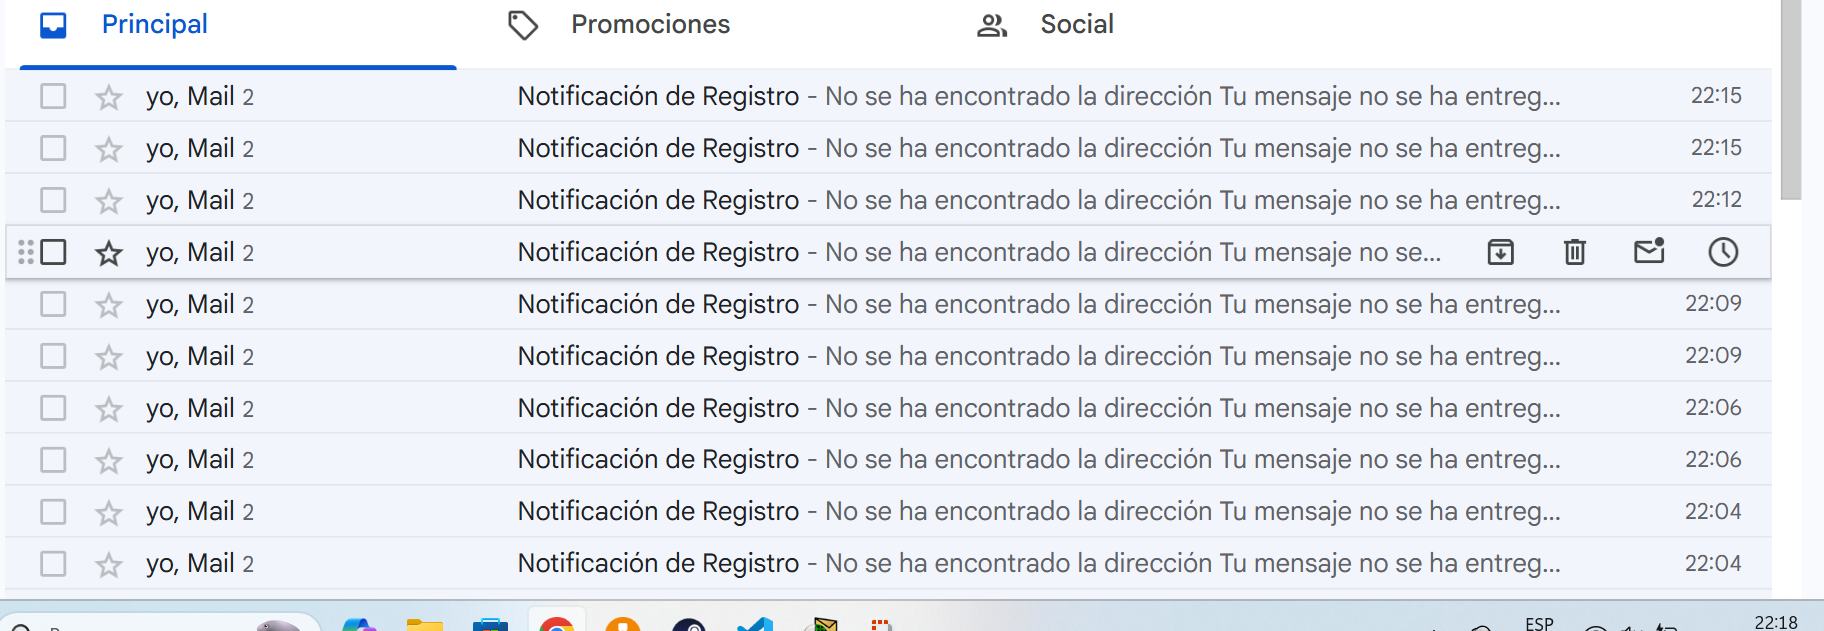 Principal Promociones Social
yo, Mail 2 Notificación de Registro - No se ha encontrado la dirección Tu mensaje no se ha entreg... 22:15
yo, Mail 2 Notificación de Registro - No se ha encontrado la dirección Tu mensaje no se ha entreg... 22:15
yo, Mail 2 Notificación de Registro - No se ha encontrado la dirección Tu mensaje no se ha entreg... 22:12
yo, Mail 2 Notificación de Registro - No se ha encontrado la dirección Tu mensaje no se...
yo, Mail 2 Notificación de Registro - No se ha encontrado la dirección Tu mensaje no se ha entreg... 22:09
yo, Mail 2 Notificación de Registro - No se ha encontrado la dirección Tu mensaje no se ha entreg... 22:09
yo, Mail 2 Notificación de Registro - No se ha encontrado la dirección Tu mensaje no se ha entreg... 22:06
yo, Mail 2 Notificación de Registro - No se ha encontrado la dirección Tu mensaje no se ha entreg... 22:06
yo, Mail 2 Notificación de Registro - No se ha encontrado la dirección Tu mensaje no se ha entreg... 22:04
yo, Mail 2 Notificación de Registro - No se ha encontrado la dirección Tu mensaje no se ha entreg... 22:04
ESP 22:18